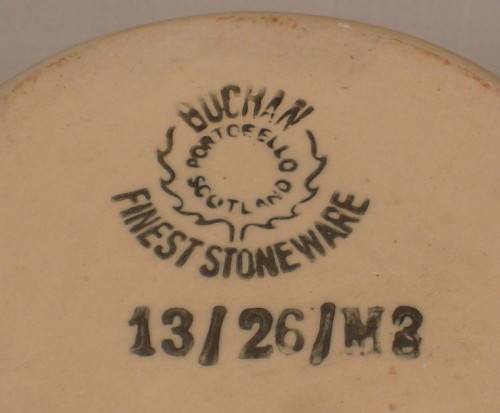 BUCHAN
PORTOBELLO
SCOTLAND
FINEST STONEWARE
13/26/M3